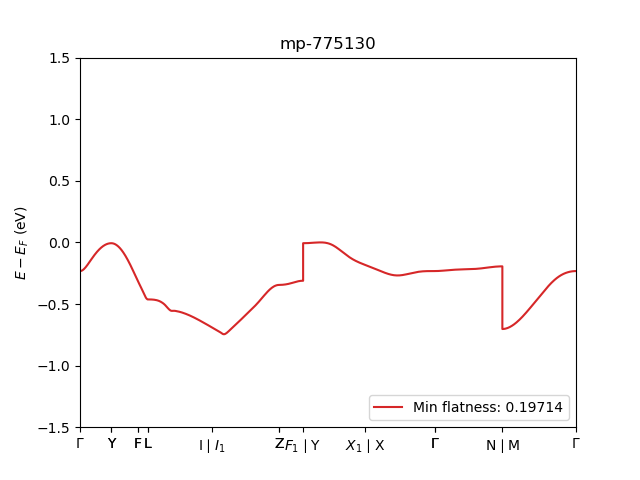 mp-775130
E − E_F (eV)
1.5
1.0
0.5
0.0
−0.5
−1.0
−1.5
Min flatness: 0.19714
Γ Y F L I | I₁ Z F₁ | Y X₁ | X Γ N | M Γ